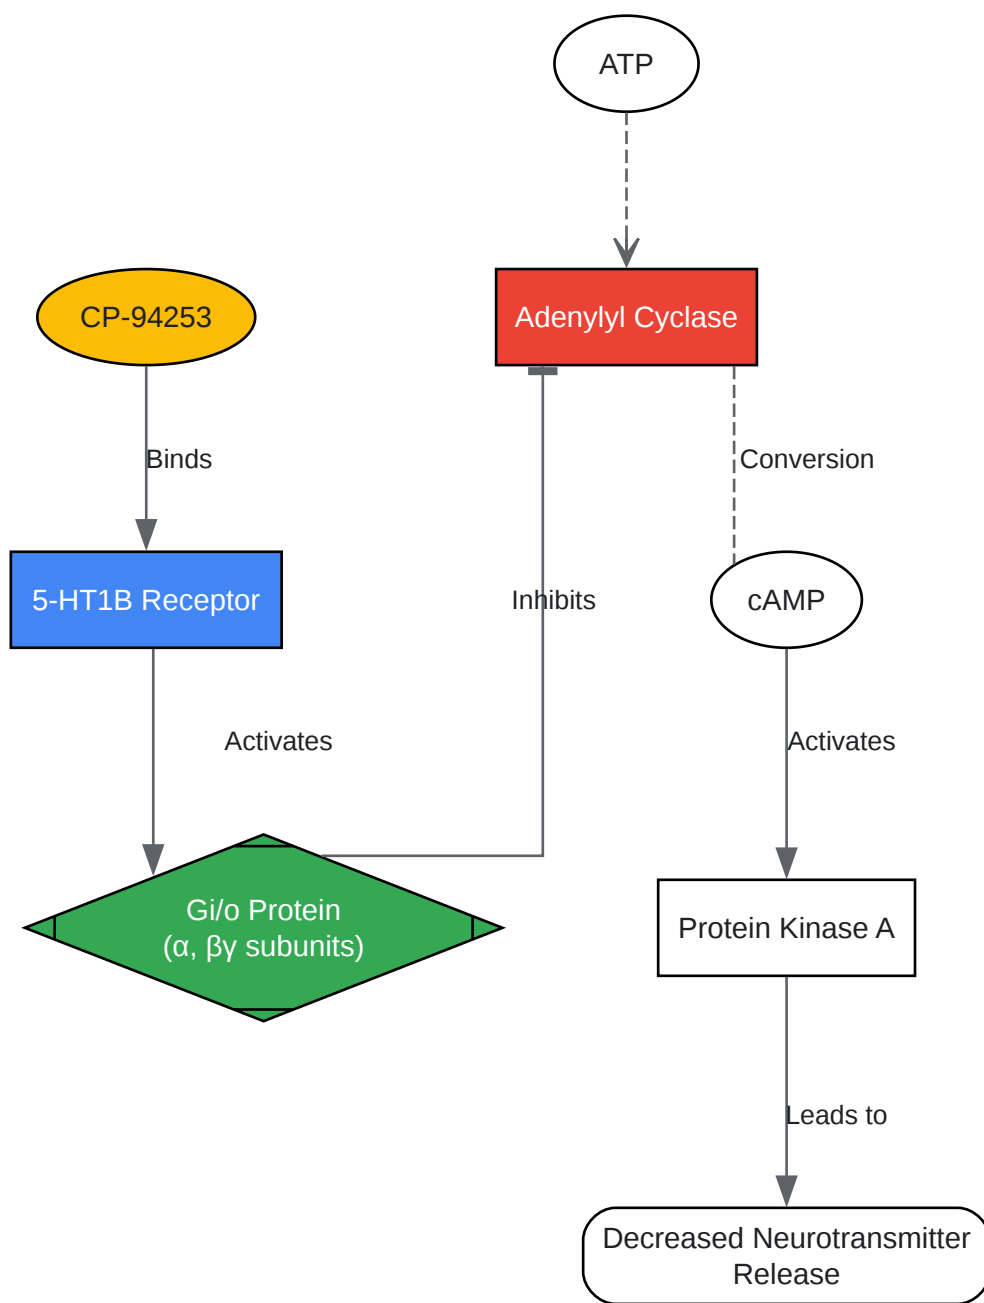 ATP
CP-94253
Adenylyl Cyclase
Binds
Conversion
5-HT1B Receptor
Inhibits
cAMP
Activates
Activates
Gi/o Protein
(α, βγ subunits)
Protein Kinase A
Leads to
Decreased Neurotransmitter
Release